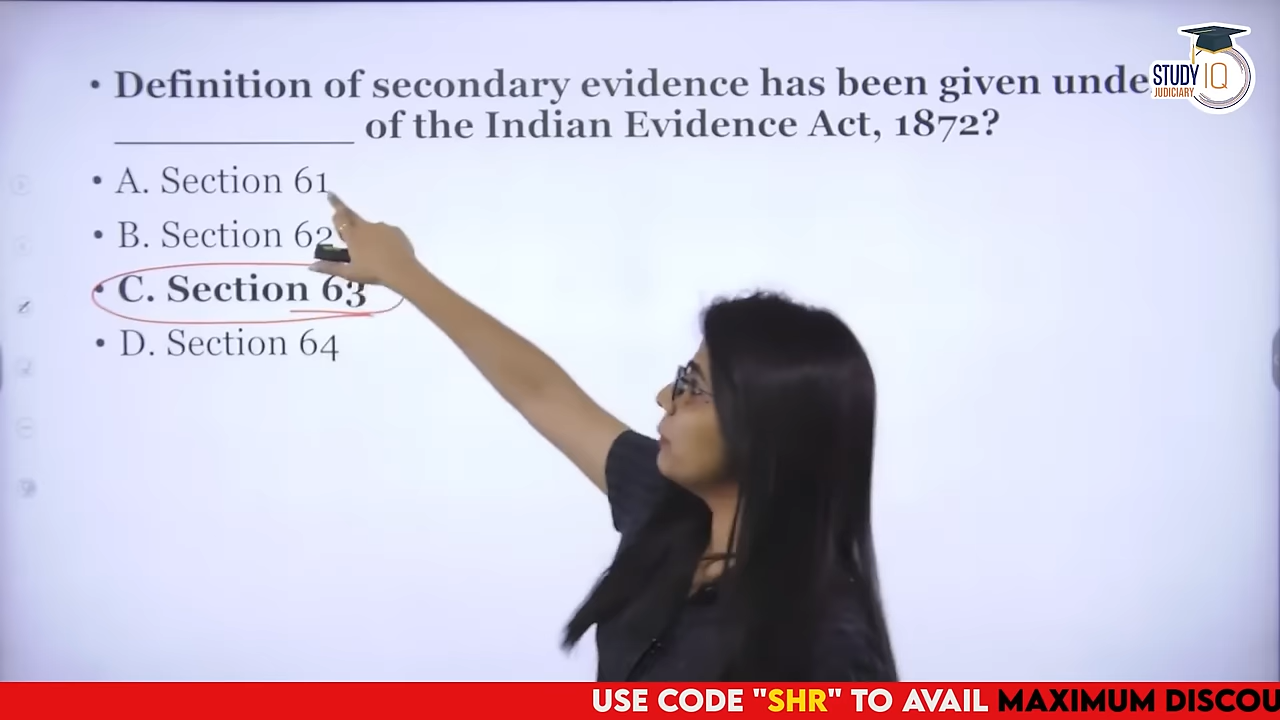 • Definition of secondary evidence has been given unde
__________ of the Indian Evidence Act, 1872?
• A. Section 61
• B. Section 62
• C. Section 63
• D. Section 64
STUDY IQ
JUDICIARY
USE CODE "SHR" TO AVAIL MAXIMUM DISCOU